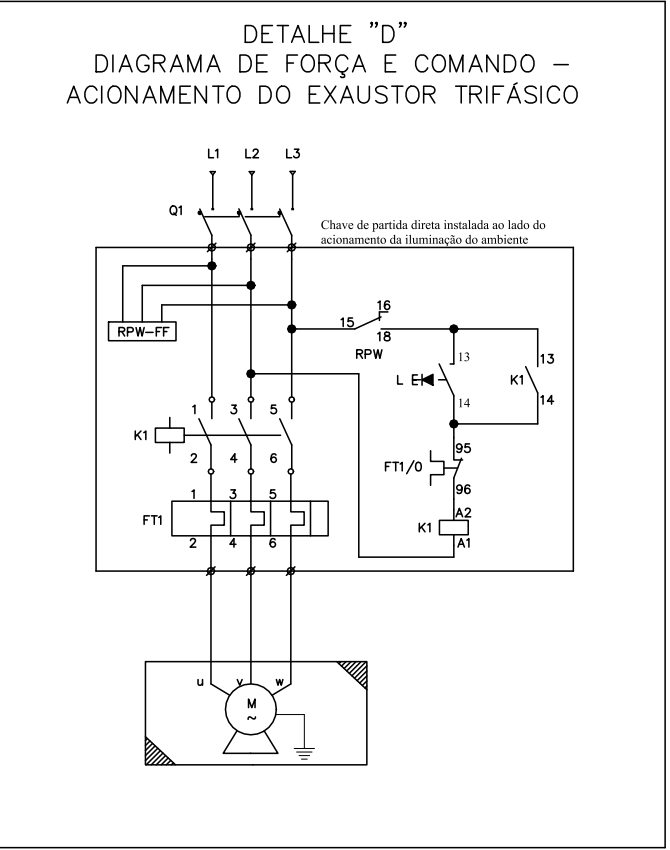 DETALHE "D"
DIAGRAMA DE FORÇA E COMANDO –
ACIONAMENTO DO EXAUSTOR TRIFÁSICO
L1 L2 L3
Q1
Chave de partida direta instalada ao lado do
acionamento da iluminação do ambiente
RPW-FF
16
15
18
RPW
13
13
L E
K1
14
14
1 3 5
K1
2 4 6
95
FT1/0
96
1 3 5
FT1
A2
K1
A1
2 4 6
u v w
M
~